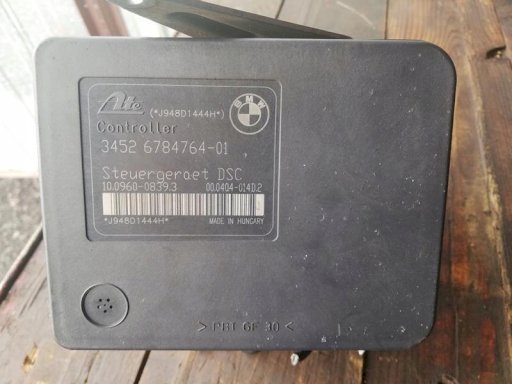 Ate (*J948D1444H*)
BMW
Controller
3452 6784764-01
Steuergeraet DSC
10.0960-0839.3 00.0404-014D.2
*J948D1444H*
MADE IN HUNGARY
> PBT GF 30 <